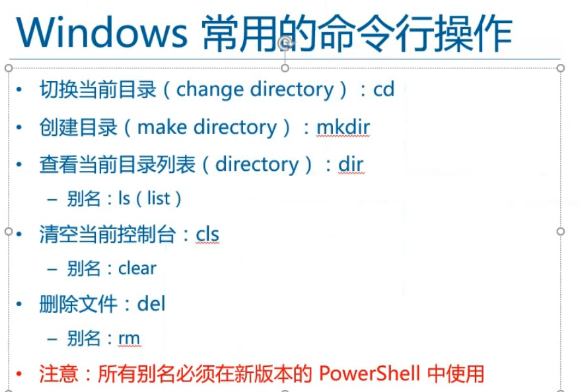 Windows 常用的命令行操作
• 切换当前目录（change directory）：cd
• 创建目录（make directory）：mkdir
• 查看当前目录列表（directory）：dir
– 别名：ls（list）
• 清空当前控制台：cls
– 别名：clear
• 删除文件：del
– 别名：rm
• 注意：所有别名必须在新版本的 PowerShell 中使用